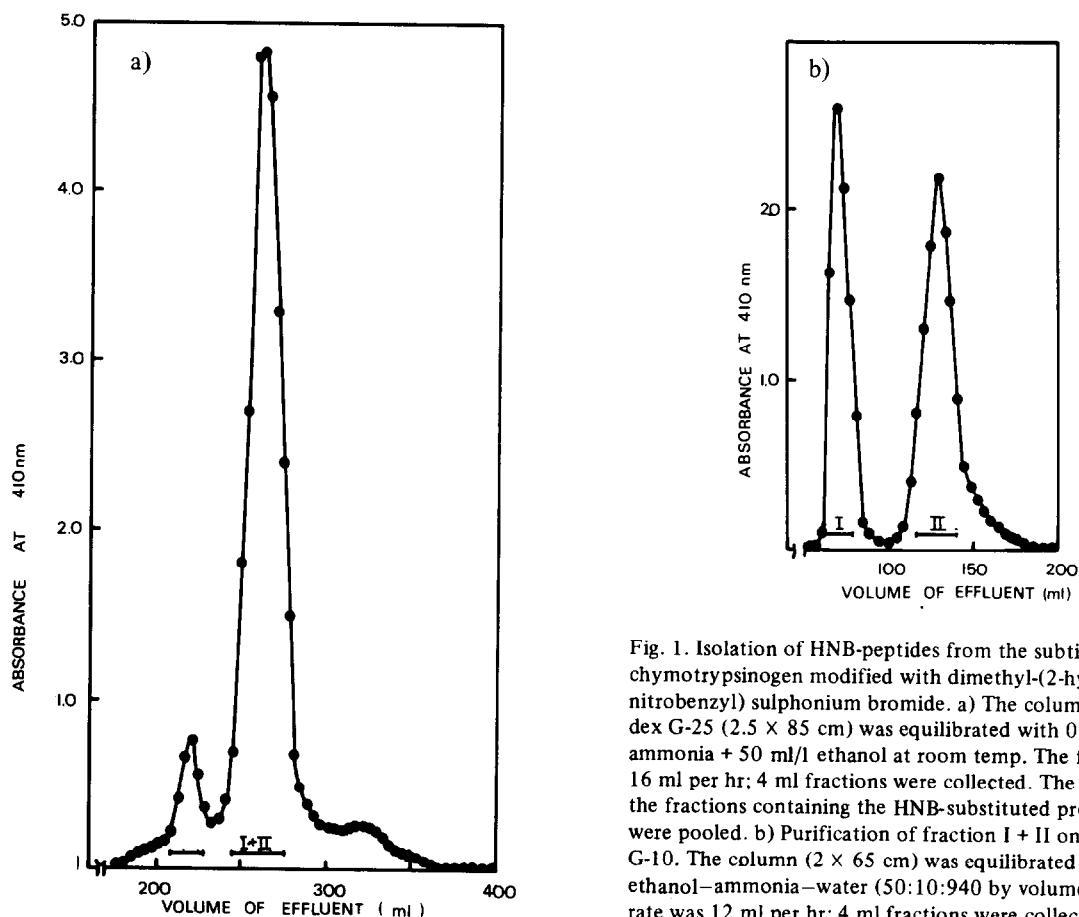 a)
5.0
4.0
3.0
2.0
1.0
ABSORBANCE AT 410nm
I+II
200
300
400
VOLUME OF EFFLUENT (ml)
b)
2.0
1.0
ABSORBANCE AT 410 nm
I
II
100
150
200
VOLUME OF EFFLUENT (ml)
Fig. 1. Isolation of HNB-peptides from the subti
chymotrypsinogen modified with dimethyl-(2-hy
nitrobenzyl) sulphonium bromide. a) The colum
dex G-25 (2.5 × 85 cm) was equilibrated with 0
ammonia + 50 ml/l ethanol at room temp. The f
16 ml per hr; 4 ml fractions were collected. The
the fractions containing the HNB-substituted pr
were pooled. b) Purification of fraction I + II on
G-10. The column (2 × 65 cm) was equilibrated
ethanol–ammonia–water (50:10:940 by volume
rate was 12 ml per hr; 4 ml fractions were collec